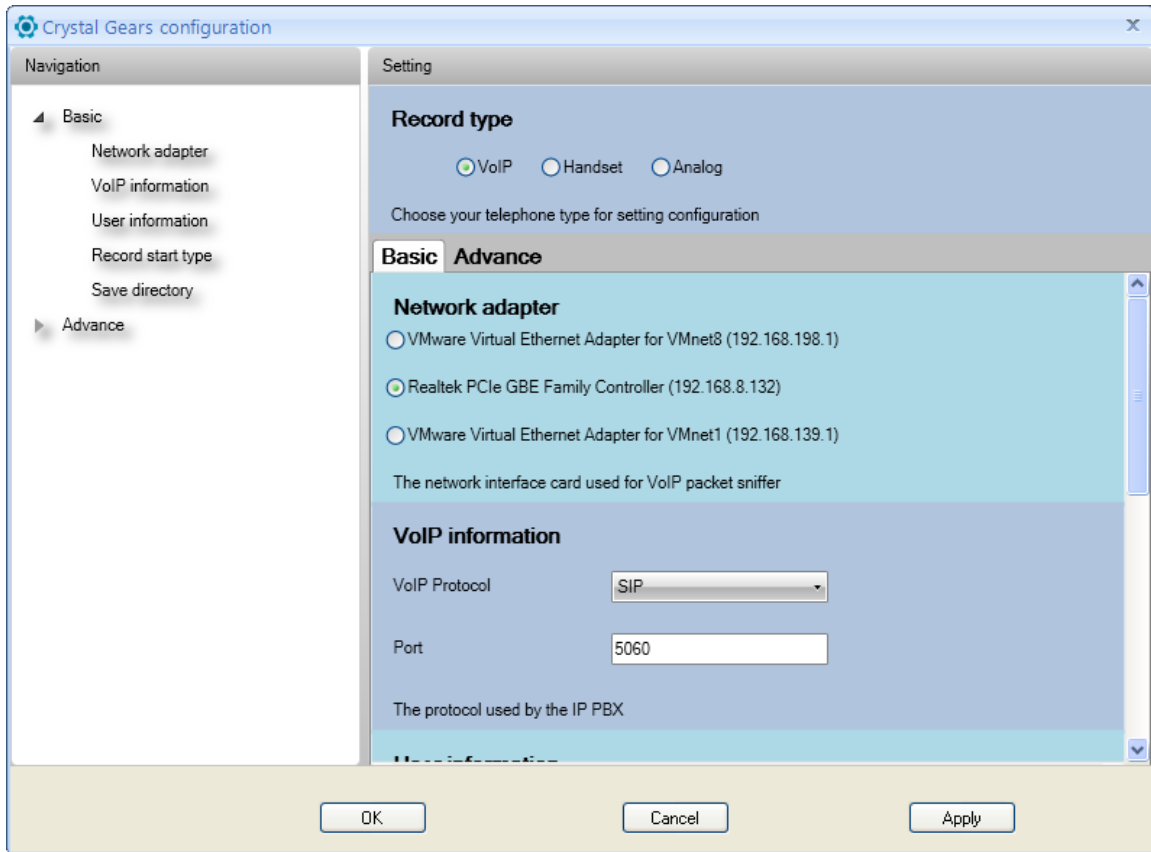 Crystal Gears configuration
Navigation
Basic
Network adapter
VoIP information
User information
Record start type
Save directory
Advance
Setting
Record type
VoIP Handset Analog
Choose your telephone type for setting configuration
Basic Advance
Network adapter
VMware Virtual Ethernet Adapter for VMnet8 (192.168.198.1)
Realtek PCIe GBE Family Controller (192.168.8.132)
VMware Virtual Ethernet Adapter for VMnet1 (192.168.139.1)
The network interface card used for VoIP packet sniffer
VoIP information
VoIP Protocol SIP
Port 5060
The protocol used by the IP PBX
User information
OK Cancel Apply